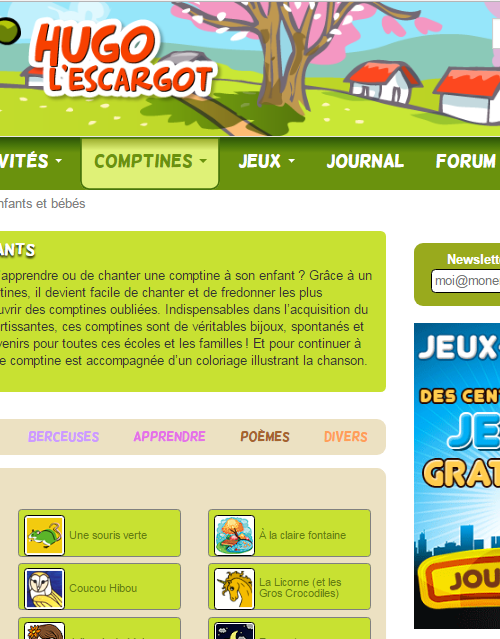 HUGO
L'ESCARGOT
VITÉS
COMPTINES
JEUX
JOURNAL
FORUM
nfants et bébés
ANTS
apprendre ou de chanter une comptine à son enfant ? Grâce à un
tines, il devient facile de chanter et de fredonner les plus
uvrir des comptines oubliées. Indispensables dans l'acquisition du
rtissantes, ces comptines sont de véritables bijoux, spontanés et
venirs pour toutes ces écoles et les familles ! Et pour continuer à
e comptine est accompagnée d'un coloriage illustrant la chanson.
Newslett
moi@mone
JEUX-
DES CEN
JE
GRAT
JOU
BERCEUSES
APPRENDRE
POÈMES
DIVERS
Une souris verte
À la claire fontaine
Coucou Hibou
La Licorne (et les
Gros Crocodiles)